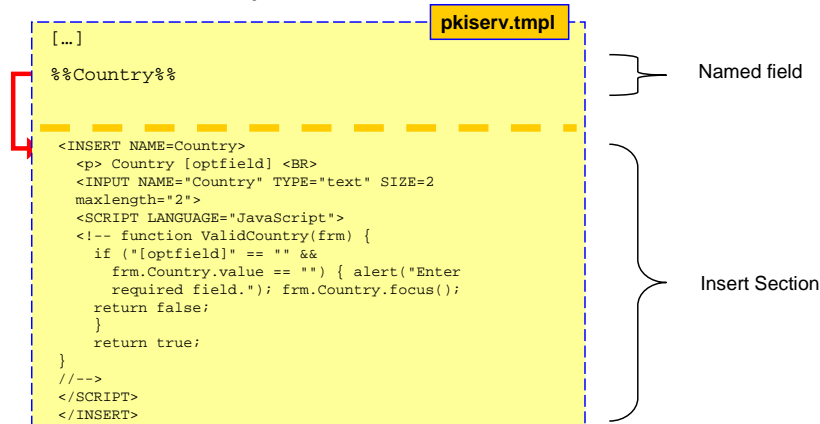 pkiserv.tmpl
[…]
%%Country%%
Named field
<INSERT NAME=Country>
<p> Country [optfield] <BR>
<INPUT NAME="Country" TYPE="text" SIZE=2
maxlength="2">
<SCRIPT LANGUAGE="JavaScript">
<!-- function ValidCountry(frm) {
if ("[optfield]" == "" &&
frm.Country.value == "") { alert("Enter
required field."); frm.Country.focus();
return false;
}
return true;
}
//-->
</SCRIPT>
</INSERT>
Insert Section